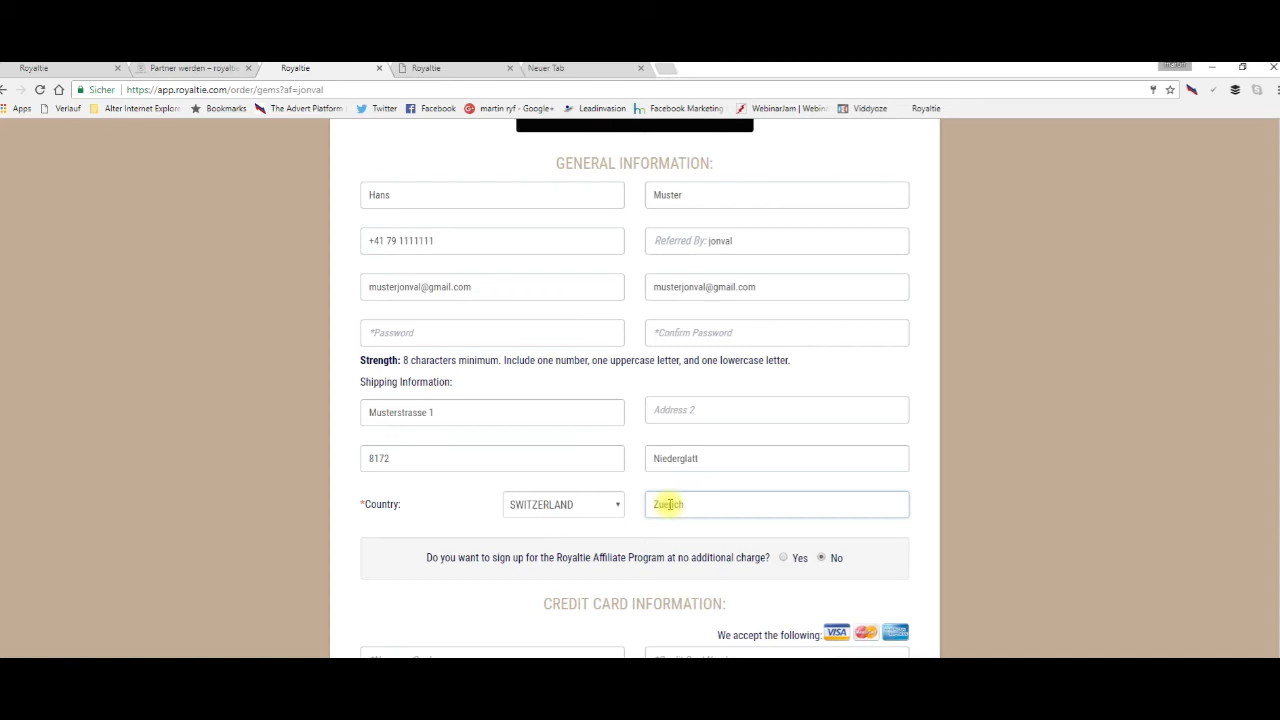 Royaltie Partner werden – royaltie Royaltie Royaltie Neuer Tab
Sicher https://app.royaltie.com/order/gems?af=jonval
Apps Verlauf Alter Internet Explore Bookmarks The Advert Platform Twitter Facebook martin ryf - Google+ Leadinvasion Facebook Marketing WebinarJam | Webin Viddyoze Royaltie
GENERAL INFORMATION:
Hans Muster
+41 79 1111111 Referred By: jonval
musterjonval@gmail.com musterjonval@gmail.com
*Password *Confirm Password
Strength: 8 characters minimum. Include one number, one uppercase letter, and one lowercase letter.
Shipping Information:
Musterstrasse 1 Address 2
8172 Niederglatt
*Country: SWITZERLAND Zuerich
Do you want to sign up for the Royaltie Affiliate Program at no additional charge? Yes No
CREDIT CARD INFORMATION:
We accept the following: VISA